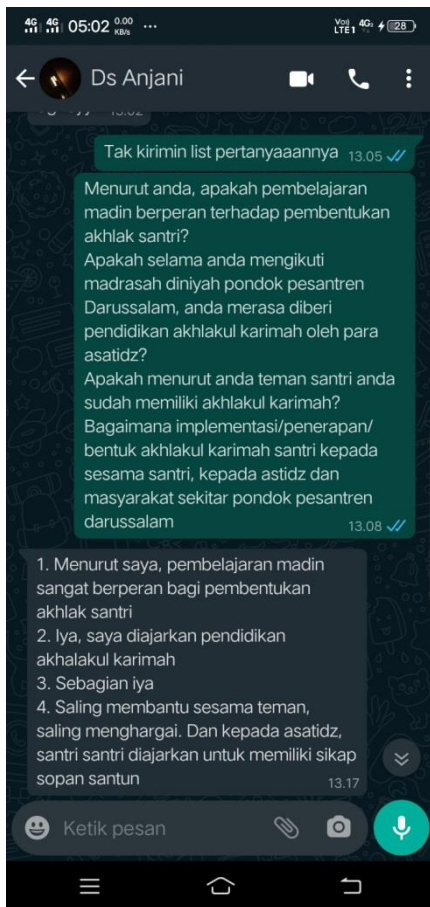 4G 4G 05:02 0.00 KB/s ... Vo)) LTE1 4G 28
Ds Anjani
13.02
Tak kirimin list pertanyaaannya 13.05
Menurut anda, apakah pembelajaran
madin berperan terhadap pembentukan
akhlak santri?
Apakah selama anda mengikuti
madrasah diniyah pondok pesantren
Darussalam, anda merasa diberi
pendidikan akhlakul karimah oleh para
asatidz?
Apakah menurut anda teman santri anda
sudah memiliki akhlakul karimah?
Bagaimana implementasi/penerapan/
bentuk akhlakul karimah santri kepada
sesama santri, kepada astidz dan
masyarakat sekitar pondok pesantren
darussalam 13.08
1. Menurut saya, pembelajaran madin
sangat berperan bagi pembentukan
akhlak santri
2. Iya, saya diajarkan pendidikan
akhalakul karimah
3. Sebagian iya
4. Saling membantu sesama teman,
saling menghargai. Dan kepada asatidz,
santri santri diajarkan untuk memiliki sikap
sopan santun 13.17
Ketik pesan